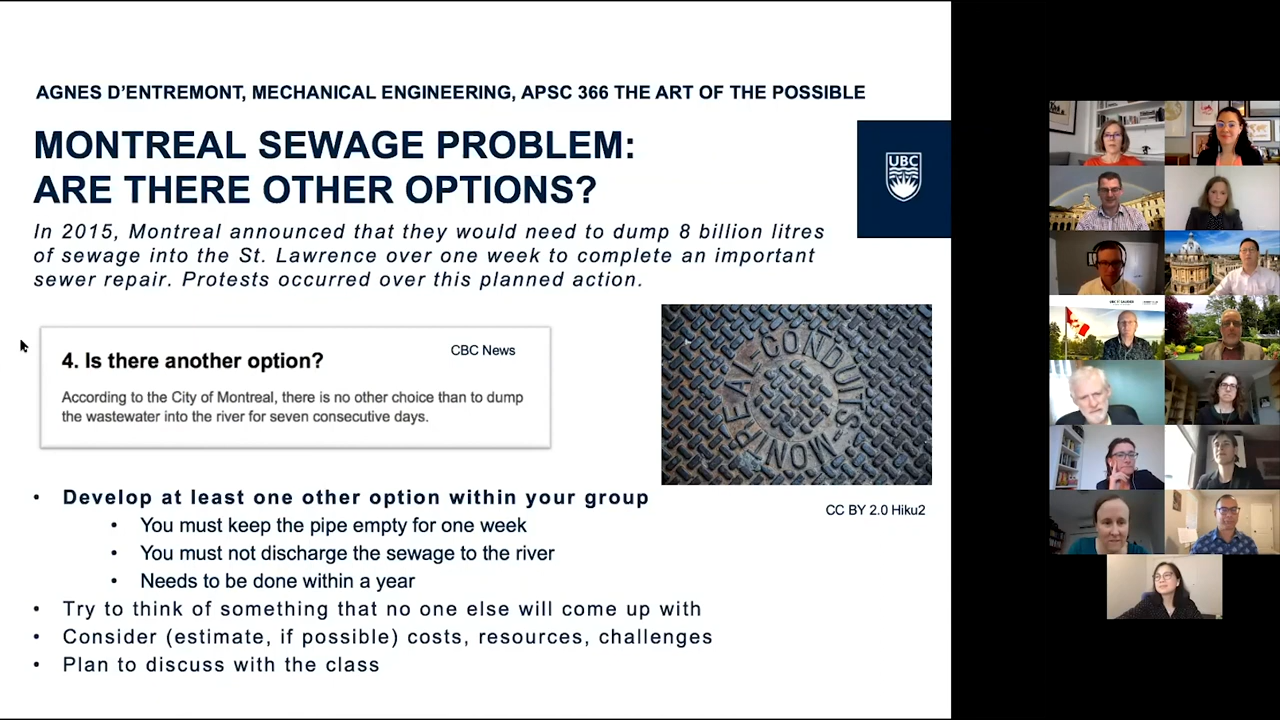 AGNES D'ENTREMONT, MECHANICAL ENGINEERING, APSC 366 THE ART OF THE POSSIBLE
MONTREAL SEWAGE PROBLEM:
ARE THERE OTHER OPTIONS?
UBC
In 2015, Montreal announced that they would need to dump 8 billion litres
of sewage into the St. Lawrence over one week to complete an important
sewer repair. Protests occurred over this planned action.
4. Is there another option?
CBC News
According to the City of Montreal, there is no other choice than to dump
the wastewater into the river for seven consecutive days.
CONDUITS-MONTREAL
CC BY 2.0 Hiku2
• Develop at least one other option within your group
• You must keep the pipe empty for one week
• You must not discharge the sewage to the river
• Needs to be done within a year
• Try to think of something that no one else will come up with
• Consider (estimate, if possible) costs, resources, challenges
• Plan to discuss with the class